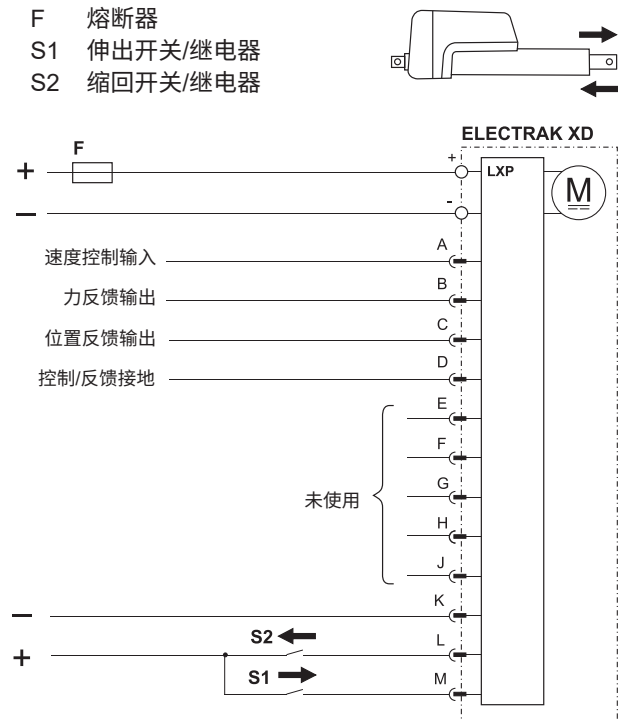 F 熔断器
S1 伸出开关/继电器
S2 缩回开关/继电器
ELECTRAK XD
F
+
+
LXP
M
—
-
速度控制输入
A
力反馈输出
B
位置反馈输出
C
控制/反馈接地
D
E
F
G
未使用
H
J
—
K
S2
+
L
S1
M